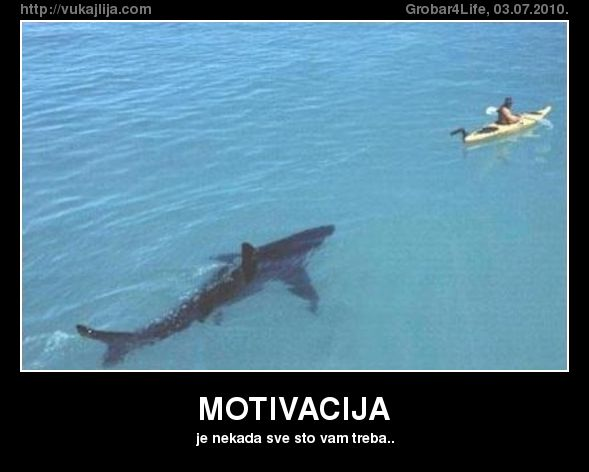 http://vukajlija.com
Grobar4Life, 03.07.2010.
MOTIVACIJA
je nekada sve sto vam treba..